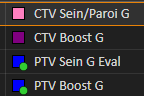 CTV Sein/Paroi G
CTV Boost G
PTV Sein G Eval
PTV Boost G